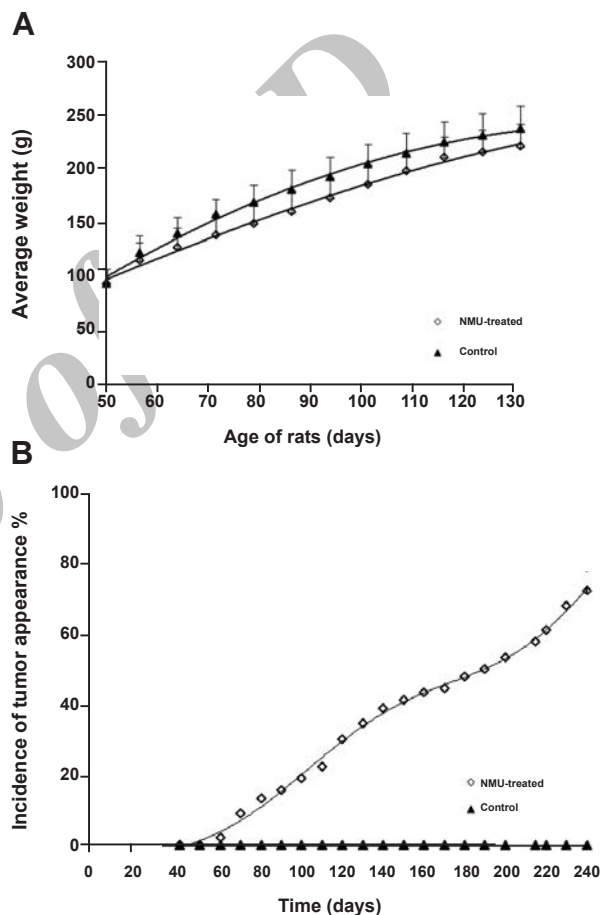 A
300
250
200
150
100
50
0
Average weight (g)
50 60 70 80 90 100 110 120 130
Age of rats (days)
NMU-treated
Control
B
100
80
60
40
20
0
Incidence of tumor appearance %
0 20 40 60 80 100 120 140 160 180 200 220 240
Time (days)
NMU-treated
Control